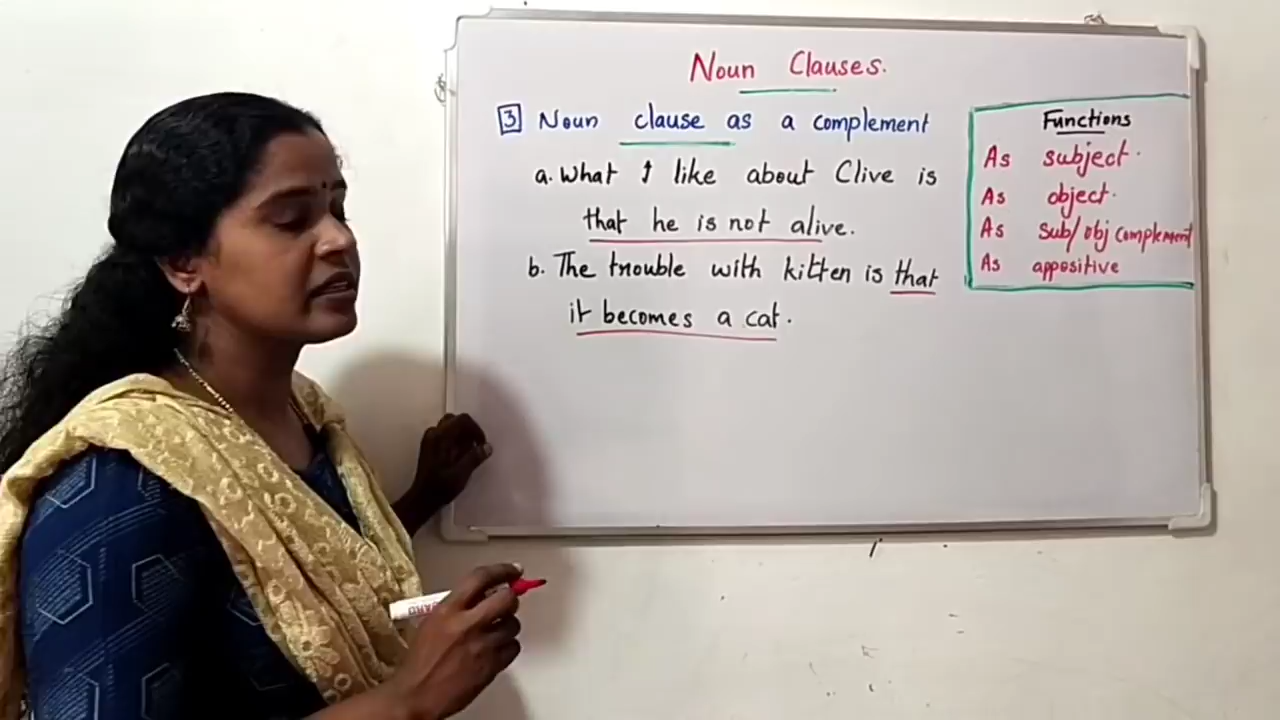 Noun Clauses.
3 Noun clause as a complement
a. What I like about Clive is
that he is not alive.
b. The trouble with kitten is that
it becomes a cat.
Functions
As subject.
As object.
As sub/obj complement
As appositive